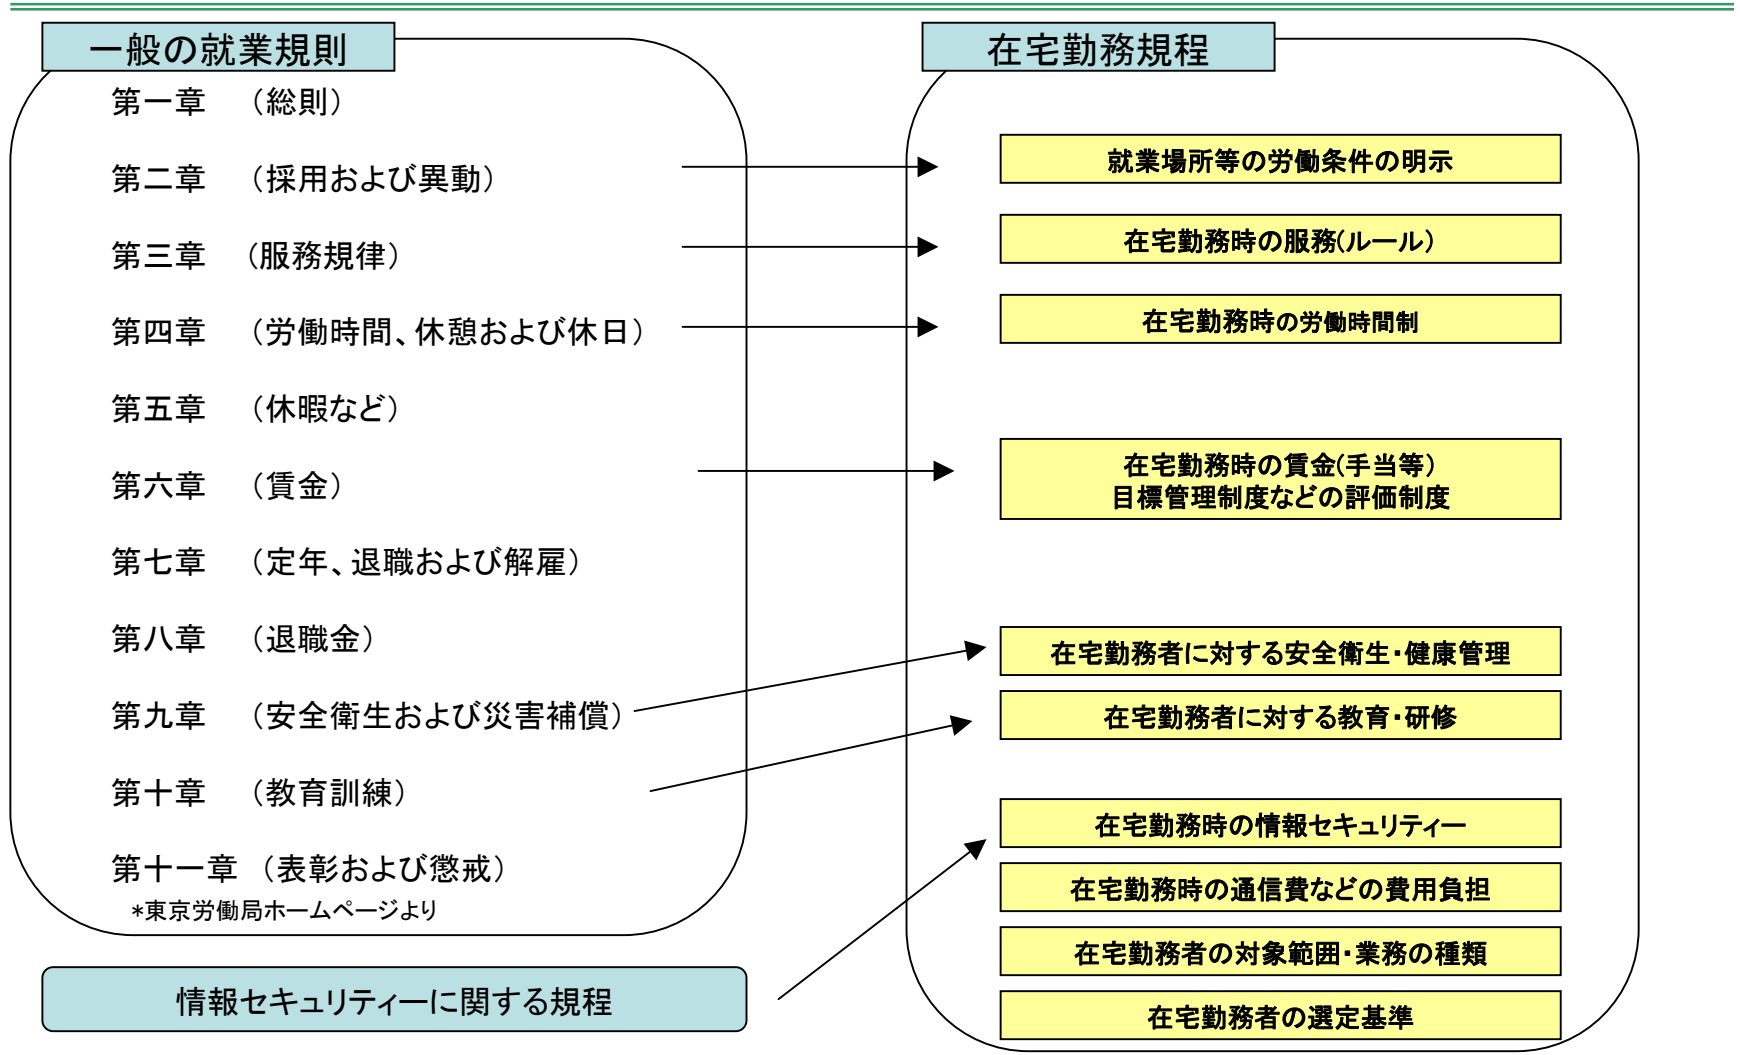 一般の就業規則
第一章 （総則）
第二章 （採用および異動）
第三章 （服務規律）
第四章 （労働時間、休憩および休日）
第五章 （休暇など）
第六章 （賃金）
第七章 （定年、退職および解雇）
第八章 （退職金）
第九章 （安全衛生および災害補償）
第十章 （教育訓練）
第十一章 （表彰および懲戒）
*東京労働局ホームページより
情報セキュリティーに関する規程
在宅勤務規程
就業場所等の労働条件の明示
在宅勤務時の服務(ルール）
在宅勤務時の労働時間制
在宅勤務時の賃金(手当等）
目標管理制度などの評価制度
在宅勤務者に対する安全衛生・健康管理
在宅勤務者に対する教育・研修
在宅勤務時の情報セキュリティー
在宅勤務時の通信費などの費用負担
在宅勤務者の対象範囲・業務の種類
在宅勤務者の選定基準